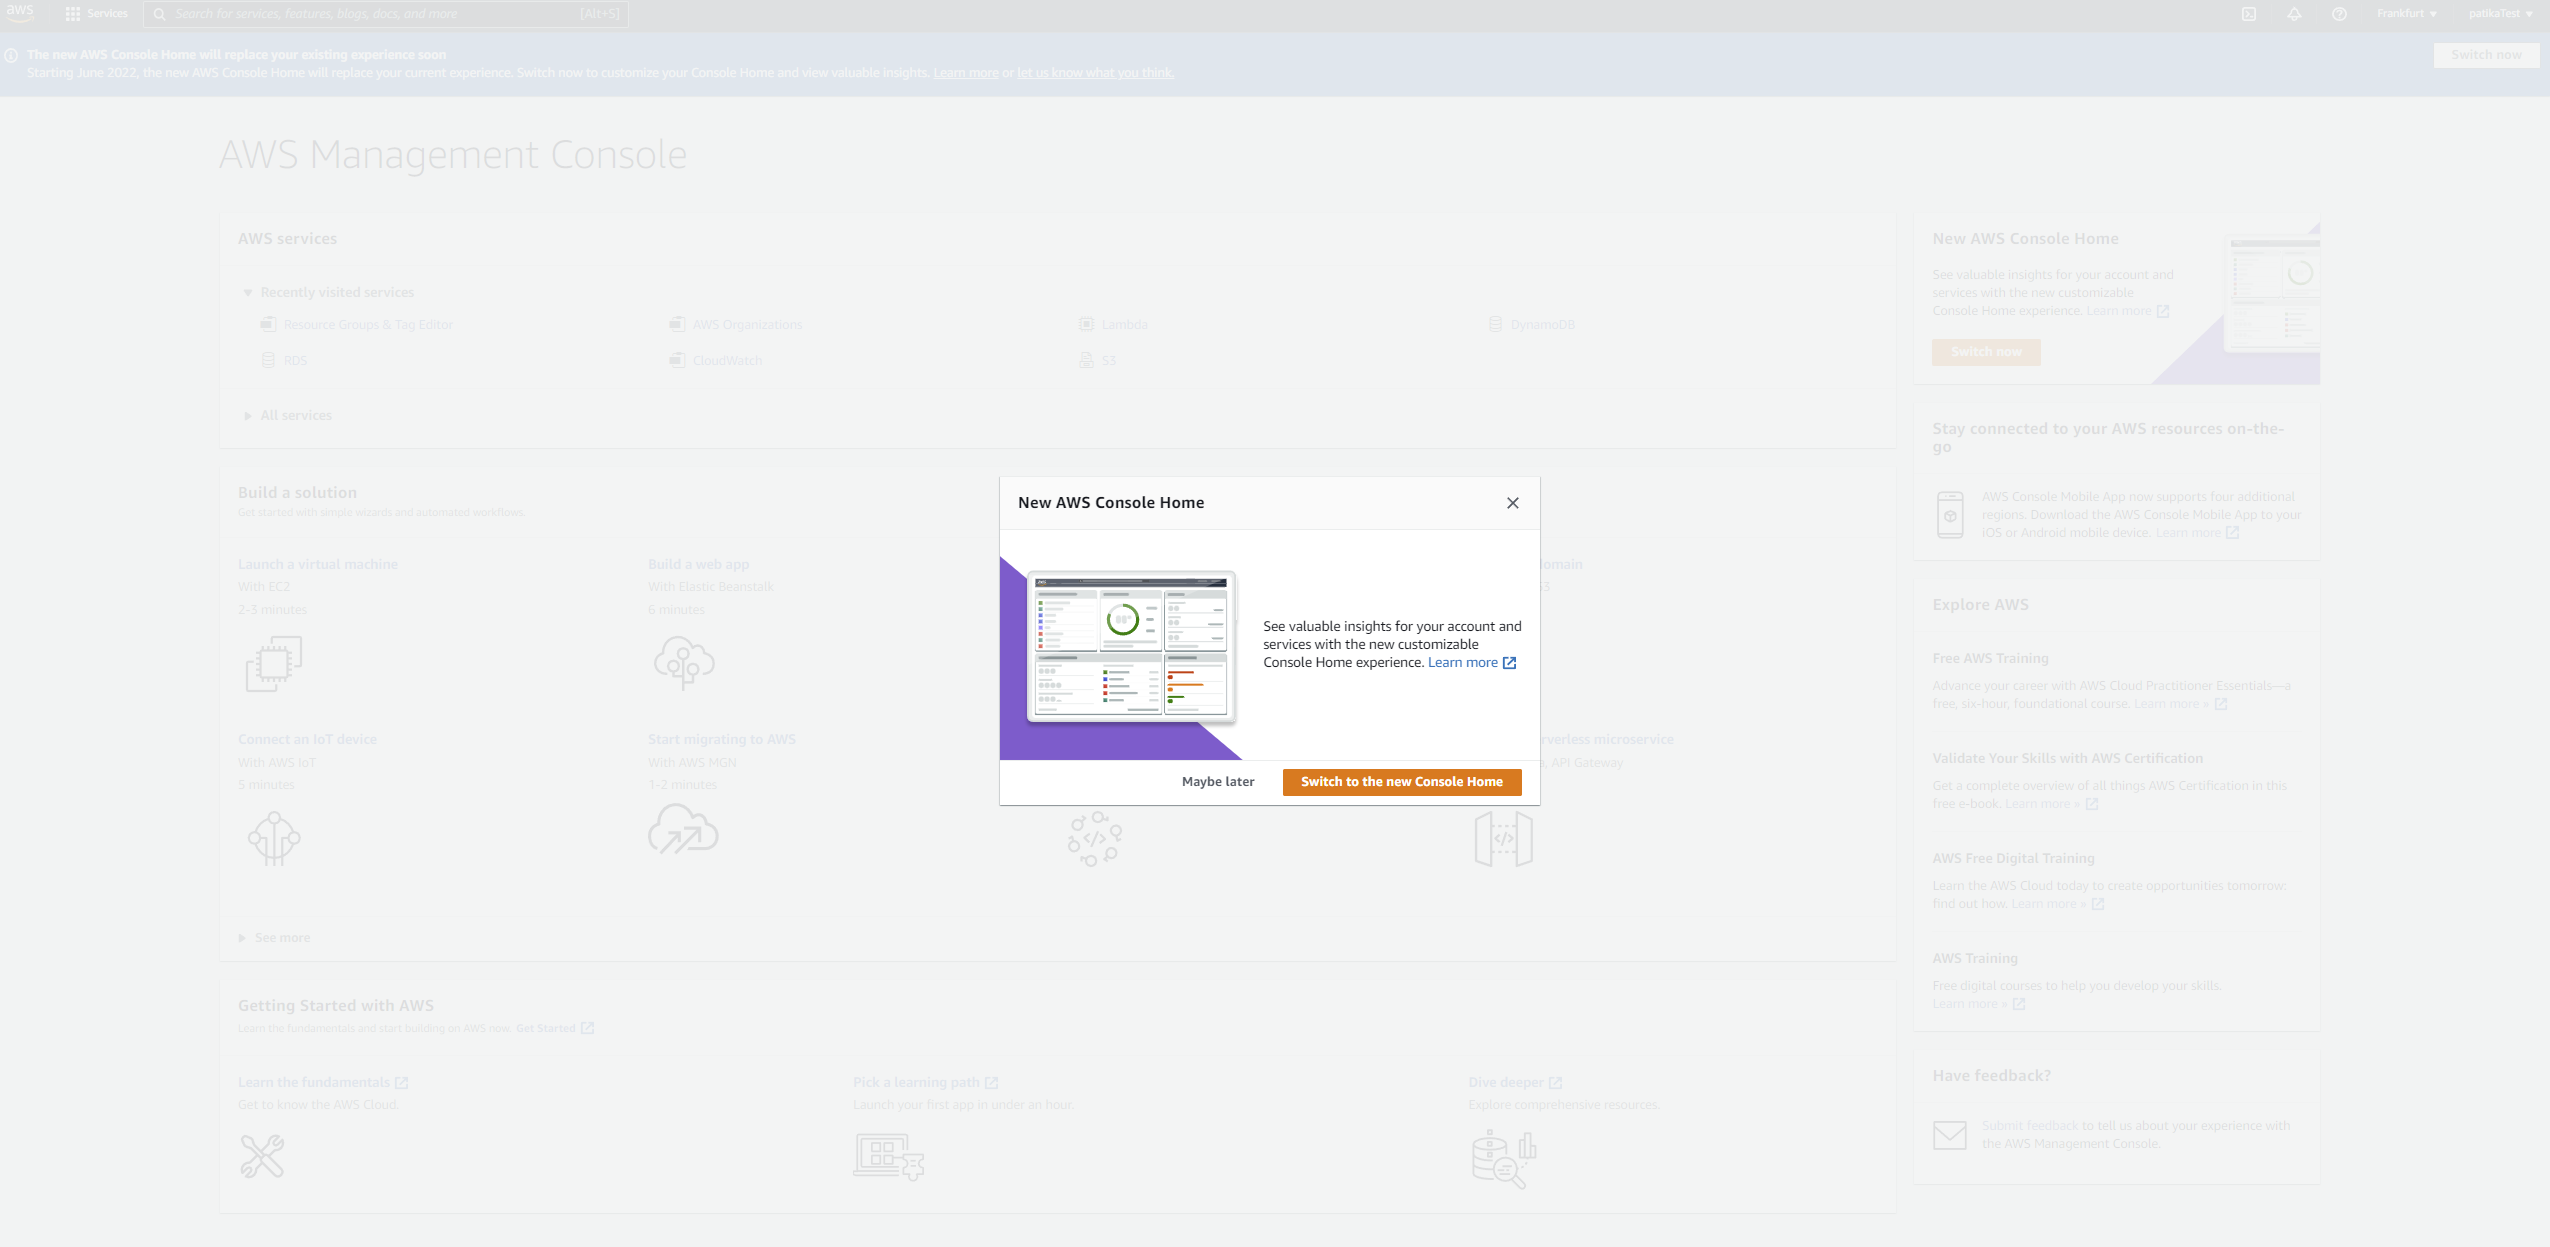 aws
Services
Search for services, features, blogs, docs, and more
[Alt+S]
Frankfurt
patikaTest
The new AWS Console Home will replace your existing experience soon
Starting June 2022, the new AWS Console Home will replace your current experience. Switch now to customize your Console Home and view valuable insights. Learn more or let us know what you think.
Switch now
AWS Management Console
AWS services
Recently visited services
Resource Groups & Tag Editor
AWS Organizations
Lambda
DynamoDB
RDS
CloudWatch
S3
All services
Build a solution
Get started with simple wizards and automated workflows.
Launch a virtual machine
With EC2
2-3 minutes
Build a web app
With Elastic Beanstalk
6 minutes
omain
Connect an IoT device
With AWS IoT
5 minutes
Start migrating to AWS
With AWS MGN
1-2 minutes
rverless microservice
, API Gateway
See more
New AWS Console Home
See valuable insights for your account and
services with the new customizable
Console Home experience. Learn more
Maybe later
Switch to the new Console Home
Getting Started with AWS
Learn the fundamentals and start building on AWS now. Get Started
Learn the fundamentals
Get to know the AWS Cloud.
Pick a learning path
Launch your first app in under an hour.
Dive deeper
Explore comprehensive resources.
New AWS Console Home
See valuable insights for your account and
services with the new customizable
Console Home experience. Learn more
Switch now
Stay connected to your AWS resources on-the-
go
AWS Console Mobile App now supports four additional
regions. Download the AWS Console Mobile App to your
iOS or Android mobile device. Learn more
Explore AWS
Free AWS Training
Advance your career with AWS Cloud Practitioner Essentials—a
free, six-hour, foundational course. Learn more »
Validate Your Skills with AWS Certification
Get a complete overview of all things AWS Certification in this
free e-book. Learn more »
AWS Free Digital Training
Learn the AWS Cloud today to create opportunities tomorrow:
find out how. Learn more »
AWS Training
Free digital courses to help you develop your skills.
Learn more »
Have feedback?
Submit feedback to tell us about your experience with
the AWS Management Console.